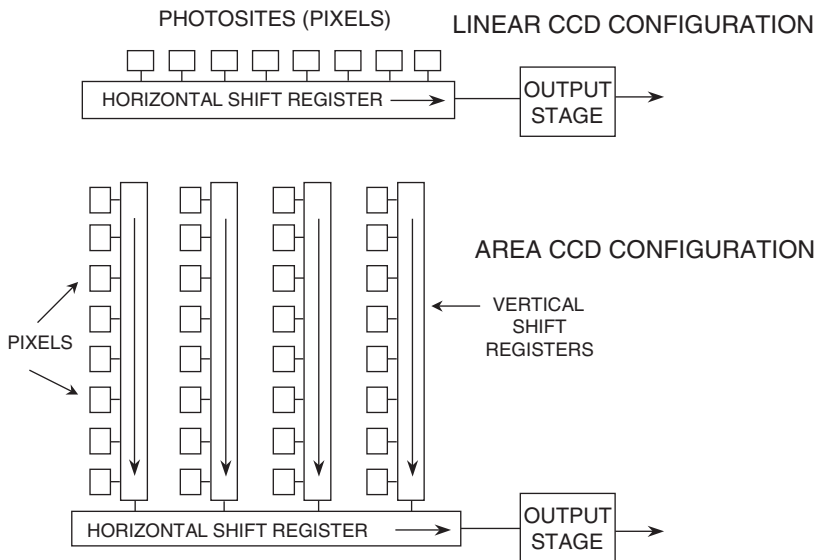 PHOTOSITES (PIXELS)
LINEAR CCD CONFIGURATION
HORIZONTAL SHIFT REGISTER
OUTPUT
STAGE
AREA CCD CONFIGURATION
VERTICAL
SHIFT
REGISTERS
PIXELS
HORIZONTAL SHIFT REGISTER
OUTPUT
STAGE